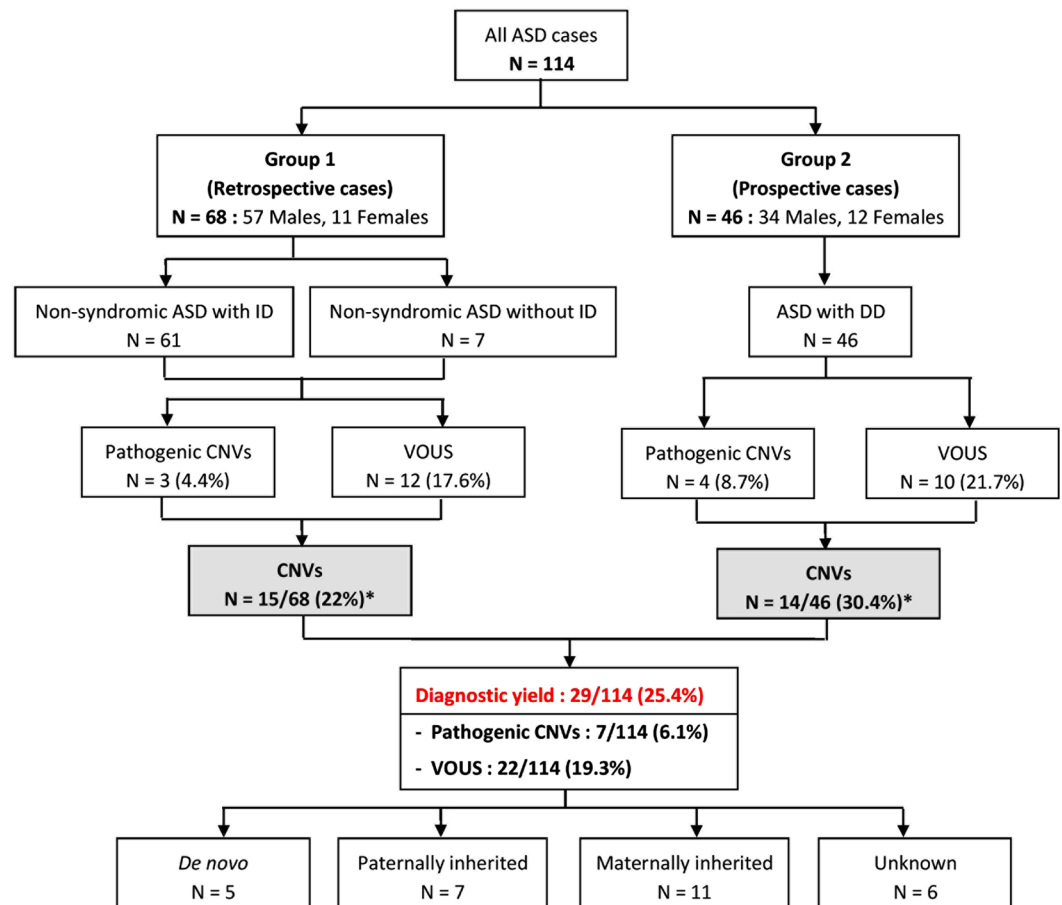 All ASD cases
N = 114
Group 1
(Retrospective cases)
N = 68 : 57 Males, 11 Females
Group 2
(Prospective cases)
N = 46 : 34 Males, 12 Females
Non-syndromic ASD with ID
N = 61
Non-syndromic ASD without ID
N = 7
ASD with DD
N = 46
Pathogenic CNVs
N = 3 (4.4%)
VOUS
N = 12 (17.6%)
Pathogenic CNVs
N = 4 (8.7%)
VOUS
N = 10 (21.7%)
CNVs
N = 15/68 (22%)*
CNVs
N = 14/46 (30.4%)*
Diagnostic yield : 29/114 (25.4%)
- Pathogenic CNVs : 7/114 (6.1%)
- VOUS : 22/114 (19.3%)
De novo
N = 5
Paternally inherited
N = 7
Maternally inherited
N = 11
Unknown
N = 6